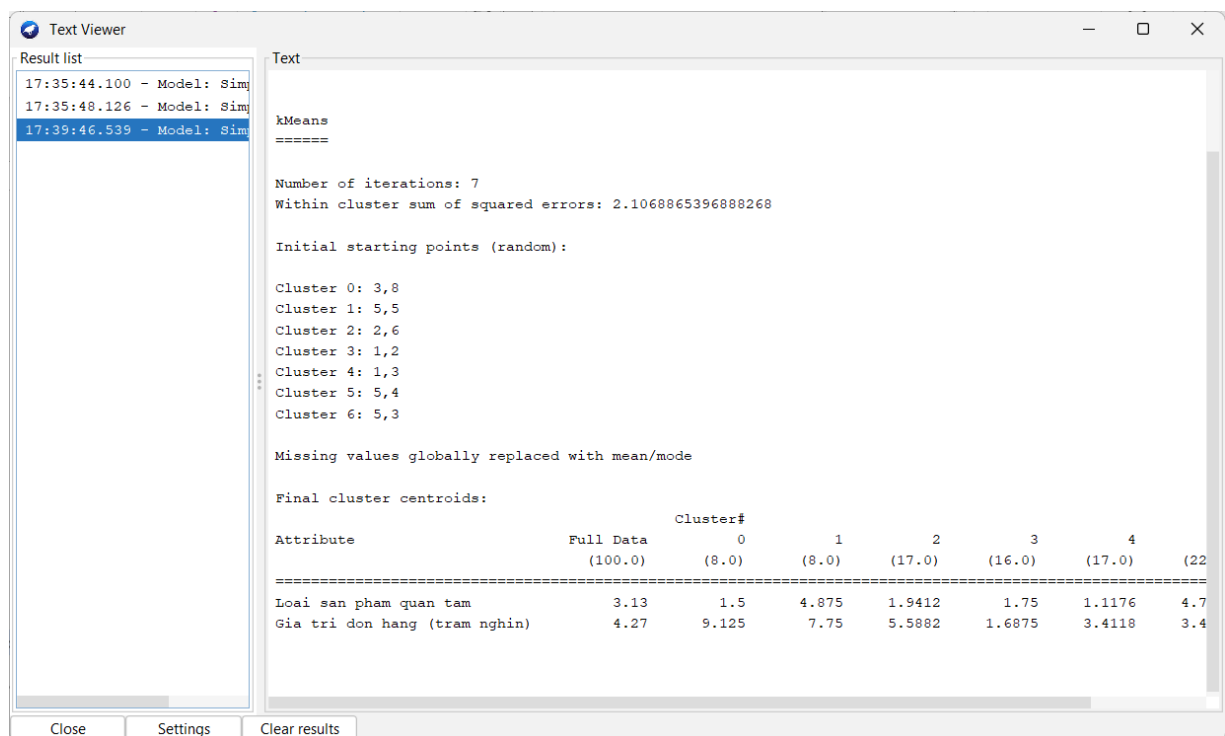 Text Viewer
Result list
17:35:44.100 - Model: Sim
17:35:48.126 - Model: Sim
17:39:46.539 - Model: Sim
Text
kMeans
======
Number of iterations: 7
Within cluster sum of squared errors: 2.1068865396888268
Initial starting points (random):
Cluster 0: 3,8
Cluster 1: 5,5
Cluster 2: 2,6
Cluster 3: 1,2
Cluster 4: 1,3
Cluster 5: 5,4
Cluster 6: 5,3
Missing values globally replaced with mean/mode
Final cluster centroids:
Cluster#
Attribute Full Data 0 1 2 3 4
(100.0) (8.0) (8.0) (17.0) (16.0) (17.0) (22
Loai san pham quan tam 3.13 1.5 4.875 1.9412 1.75 1.1176 4.7
Gia tri don hang (tram nghin) 4.27 9.125 7.75 5.5882 1.6875 3.4118 3.4
Close Settings Clear results